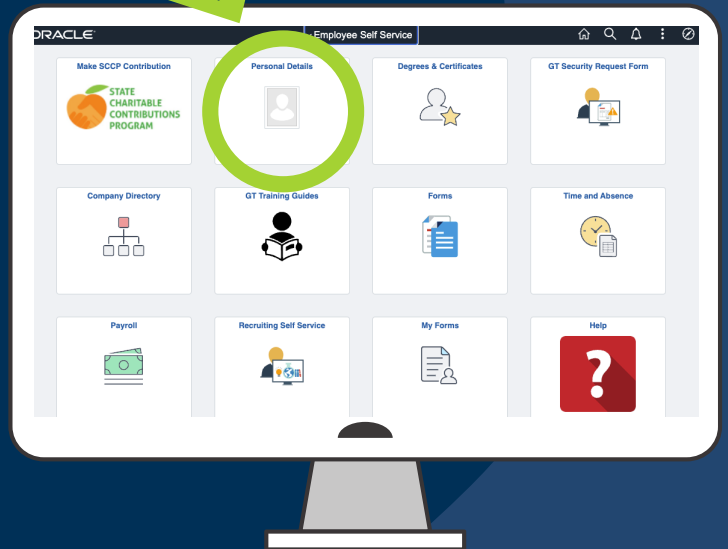 ORACLE
Employee Self Service
Make SCCP Contribution
Personal Details
Degrees & Certificates
GT Security Request Form
STATE
CHARITABLE
CONTRIBUTIONS
PROGRAM
Company Directory
GT Training Guides
Forms
Time and Absence
Payroll
Recruiting Self Service
My Forms
Help
?